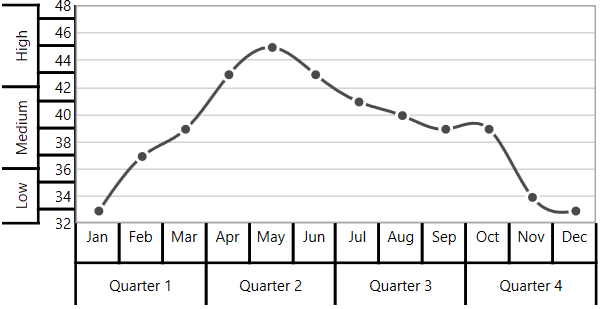 High
Medium
Low
48
46
44
42
40
38
36
34
32
Jan Feb Mar Apr May Jun Jul Aug Sep Oct Nov Dec
Quarter 1 Quarter 2 Quarter 3 Quarter 4